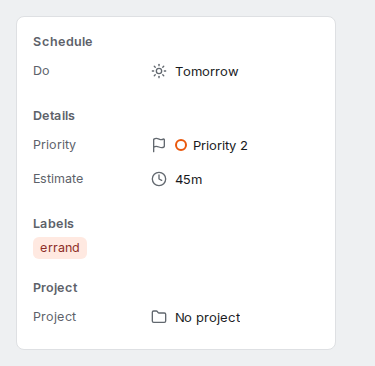 Schedule
Do Tomorrow
Details
Priority Priority 2
Estimate 45m
Labels
errand
Project
Project No project